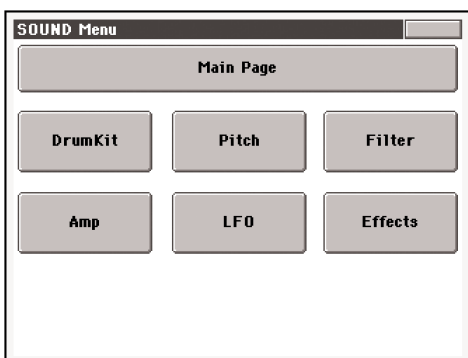 SOUND Menu
Main Page
DrumKit Pitch Filter
Amp LFO Effects